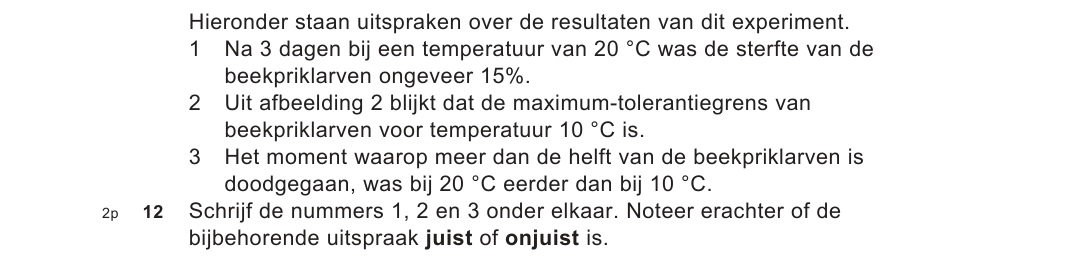 Hieronder staan uitspraken over de resultaten van dit experiment.
1 Na 3 dagen bij een temperatuur van 20 °C was de sterfte van de
beekpriklarven ongeveer 15%.
2 Uit afbeelding 2 blijkt dat de maximum-tolerantiegrens van
beekpriklarven voor temperatuur 10 °C is.
3 Het moment waarop meer dan de helft van de beekpriklarven is
doodgegaan, was bij 20 °C eerder dan bij 10 °C.
2p 12 Schrijf de nummers 1, 2 en 3 onder elkaar. Noteer erachter of de
bijbehorende uitspraak juist of onjuist is.